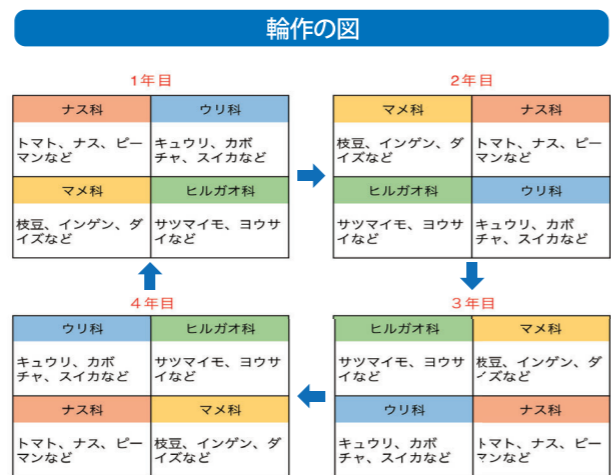 輪作の図
1年目
ナス科
ウリ科
トマト、ナス、ピー
マンなど
キュウリ、カボ
チャ、スイカなど
マメ科
ヒルガオ科
枝豆、インゲン、ダ
イズなど
サツマイモ、ヨウサ
イなど
2年目
マメ科
ナス科
枝豆、インゲン、ダ
イズなど
トマト、ナス、ピー
マンなど
ヒルガオ科
ウリ科
サツマイモ、ヨウサ
イなど
キュウリ、カボ
チャ、スイカなど
3年目
ヒルガオ科
マメ科
サツマイモ、ヨウサ
イなど
枝豆、インゲン、ダ
イズなど
ウリ科
ナス科
キュウリ、カボ
チャ、スイカなど
トマト、ナス、ピー
マンなど
4年目
ウリ科
ヒルガオ科
キュウリ、カボ
チャ、スイカなど
サツマイモ、ヨウサ
イなど
ナス科
マメ科
トマト、ナス、ピー
マンなど
枝豆、インゲン、ダ
イズなど